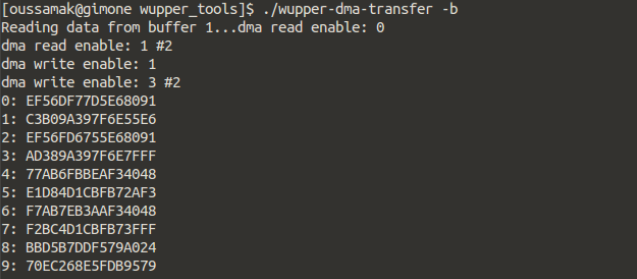 [oussamak@gimone wupper_tools]$ ./wupper-dma-transfer -b
Reading data from buffer 1...dma read enable: 0
dma read enable: 1 #2
dma write enable: 1
dma write enable: 3 #2
0: EF56DF77D5E68091
1: C3B09A397F6E55E6
2: EF56FD6755E68091
3: AD389A397F6E7FFF
4: 77AB6FBBEAF34048
5: E1D84D1CBFB72AF3
6: F7AB7EB3AAF34048
7: F2BC4D1CBFB73FFF
8: BBD5B7DDF579A024
9: 70EC268E5FDB9579